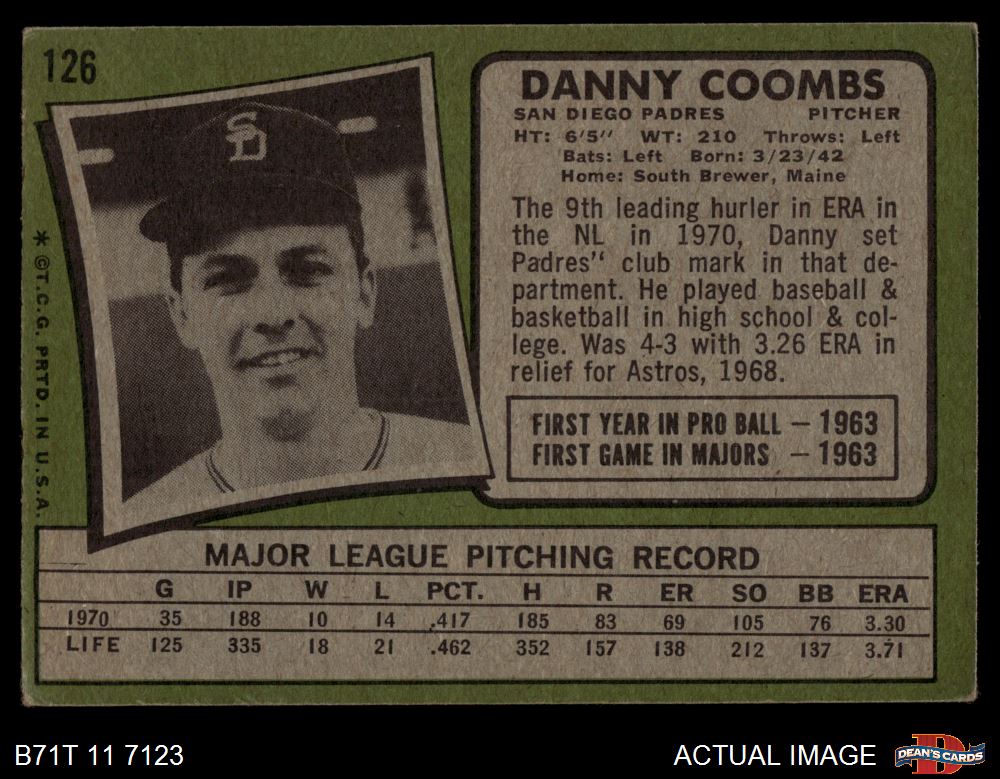 126
DANNY COOMBS
SAN DIEGO PADRES PITCHER
HT: 6'5" WT: 210 Throws: Left
Bats: Left Born: 3/23/42
Home: South Brewer, Maine
The 9th leading hurler in ERA in
the NL in 1970, Danny set
Padres" club mark in that de-
partment. He played baseball &
basketball in high school & col-
lege. Was 4-3 with 3.26 ERA in
relief for Astros, 1968.
FIRST YEAR IN PRO BALL — 1963
FIRST GAME IN MAJORS — 1963
SD
* ©T.C.G. PRTD. IN U.S.A.
MAJOR LEAGUE PITCHING RECORD
G IP W L PCT. H R ER SO BB ERA
1970 35 188 10 14 .417 185 83 69 105 76 3.30
LIFE 125 335 18 21 .462 352 157 138 212 137 3.71
B71T 11 7123
ACTUAL IMAGE
DEAN'S CARDS